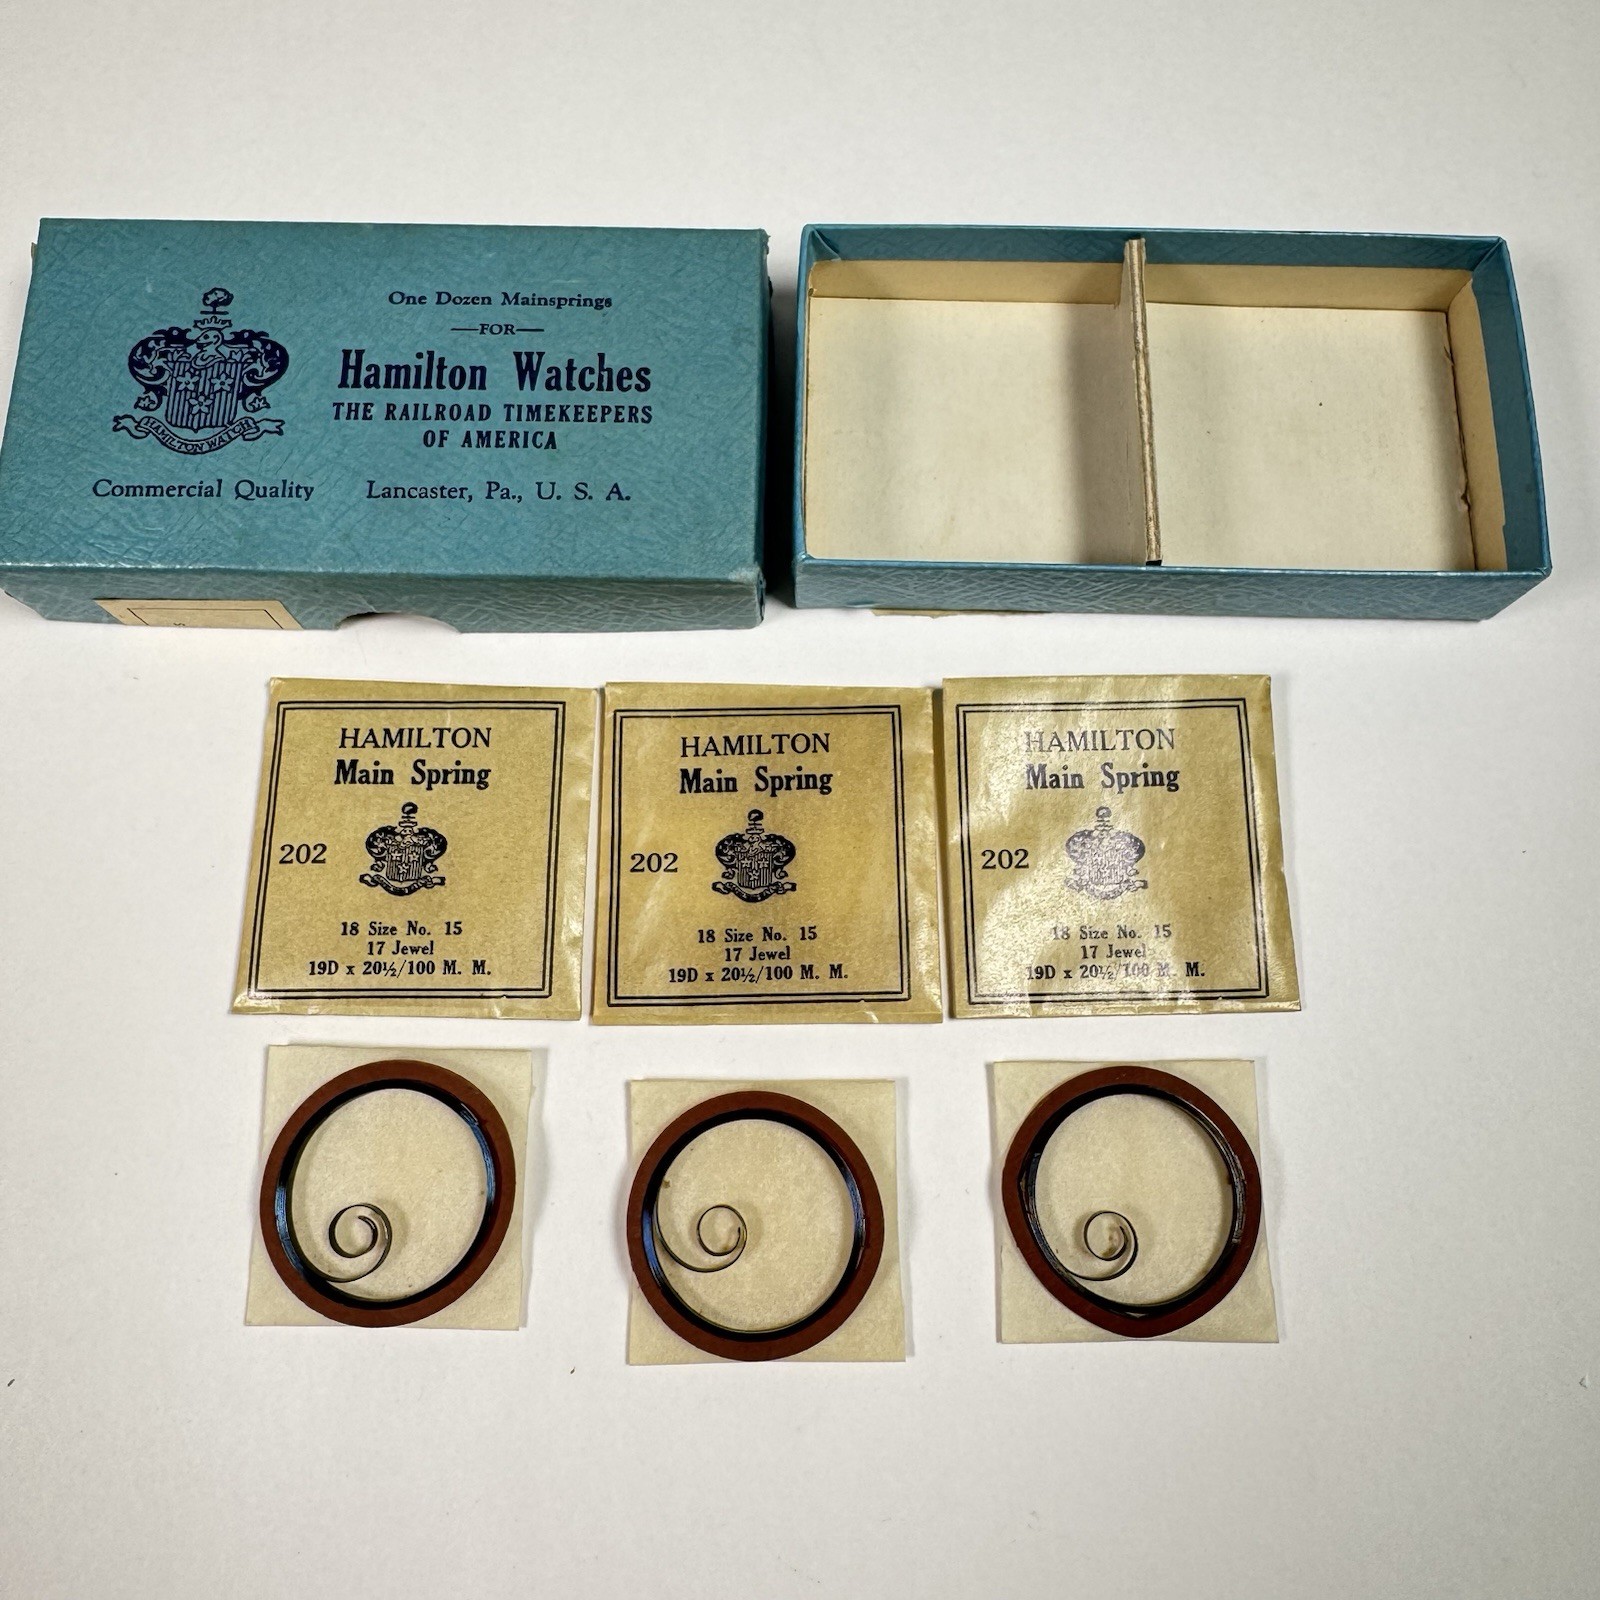 One Dozen Mainsprings
—FOR—
Hamilton Watches
THE RAILROAD TIMEKEEPERS
OF AMERICA
HAMILTON WATCH
Commercial Quality Lancaster, Pa., U. S. A.
HAMILTON
Main Spring
202
18 Size No. 15
17 Jewel
19D x 20½/100 M. M.
HAMILTON
Main Spring
202
18 Size No. 15
17 Jewel
19D x 20½/100 M. M.
HAMILTON
Main Spring
202
18 Size No. 15
17 Jewel
19D x 20½/100 M. M.